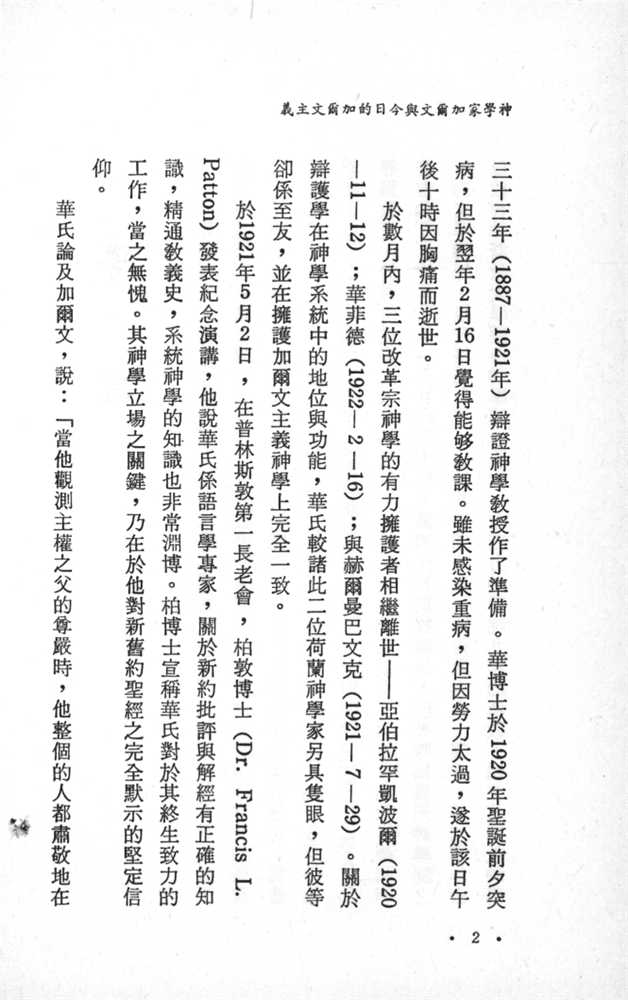 神學家加爾文與今日的加爾文主義
三十三年（1887—1921年）辯證神學教授作了準備。華博士於1920年聖誕前夕突
病，但於翌年2月16日覺得能够教課。雖未感染重病，但因勞力太過，遂於該日午
後十時因胸痛而逝世。
於數月內，三位改革宗神學的有力擁護者相繼離世——亞伯拉罕凱波爾（1920
—11—12）；華菲德（1922—2—16）；與赫爾曼巴文克（1921—7—29）。關於
辯護學在神學系統中的地位與功能，華氏較諸此二位荷蘭神學家另具隻眼，但彼等
卻係至友，並在擁護加爾文主義神學上完全一致。
於1921年5月2日，在普林斯敦第一長老會，柏敦博士（Dr. Francis L.
Patton）發表紀念演講，他說華氏係語言學專家，關於新約批評與解經有正確的知
識，精通教義史，系統神學的知識也非常淵博。柏博士宣稱華氏對於其終生致力的
工作，當之無愧。其神學立場之關鍵，乃在於他對新舊約聖經之完全默示的堅定信
仰。
華氏論及加爾文，說：「當他觀測主權之父的尊嚴時，他整個的人都肅敬地在
·2·